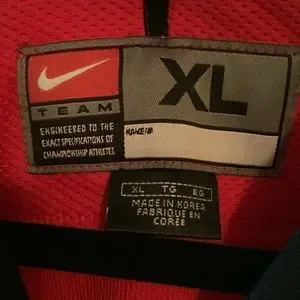 XL
TEAM
ENGINEERED TO THE
EXACT SPECIFICATIONS OF
CHAMPIONSHIP ATHLETES
NAME/#
XL TG EG
MADE IN KOREA
FABRIQUE EN
COREE